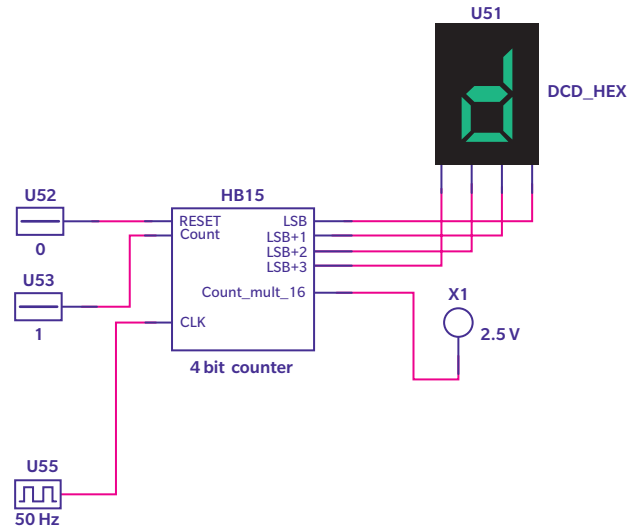 U51
d
DCD_HEX
U52
0
U53
1
HB15
RESET
Count
CLK
LSB
LSB+1
LSB+2
LSB+3
Count_mult_16
4 bit counter
X1
2.5 V
U55
50 Hz